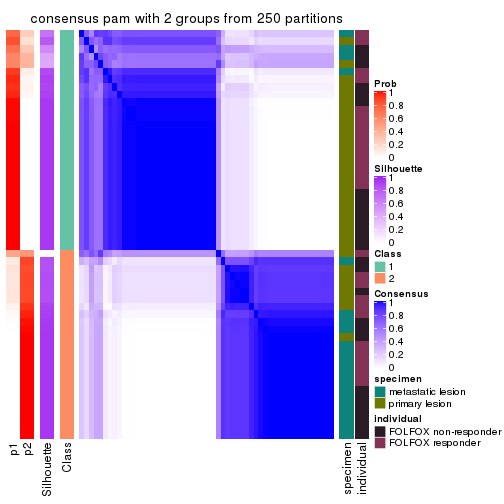 consensus pam with 2 groups from 250 partitions
Prob
1
0.8
0.6
0.4
0.2
0
Silhouette
1
0.8
0.6
0.4
0.2
0
Class
1
2
Consensus
1
0.8
0.6
0.4
0.2
0
specimen
metastatic lesion
primary lesion
individual
FOLFOX non-responder
FOLFOX responder
p1
p2
Silhouette
Class
specimen
individual